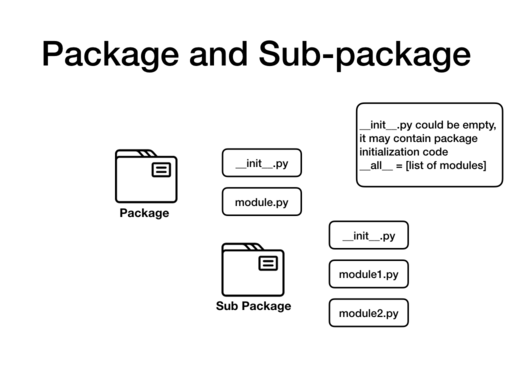 Package and Sub-package
__init__.py could be empty,
it may contain package
initialization code
__all__ = [list of modules]
__init__.py
module.py
Package
__init__.py
module1.py
module2.py
Sub Package